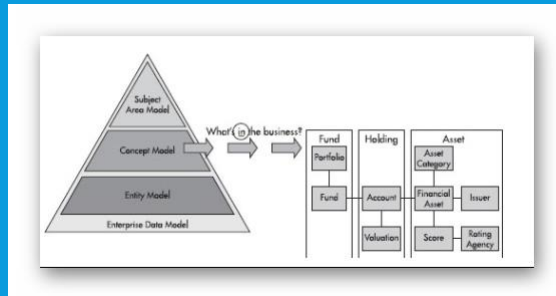 Subject
Area Model
Concept Model
Entity Model
Enterprise Data Model
What's in the business?
Fund
Portfolio
Fund
Holding
Account
Valuation
Asset
Asset
Category
Financial
Asset
Issuer
Score
Rating
Agency